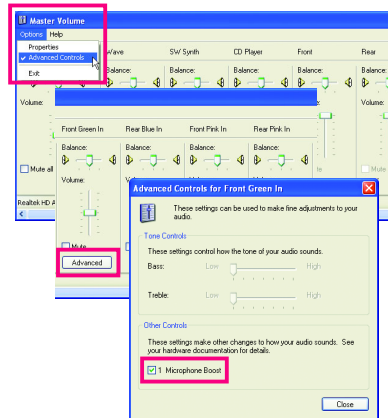 Master Volume
Options Help
Properties
Advanced Controls
Exit
Wave SW Synth CD Player Front Rear
Balance: Balance: Balance: Balance: Balance:
Volume: Volume:
Mute all
Realtek HD A
Front Green In Rear Blue In Front Pink In Rear Pink In
Balance: Balance: Balance: Balance:
Volume:
Mute
Advanced
Advanced Controls for Front Green In
These settings can be used to make fine adjustments to your
audio.
Tone Controls
These settings control how the tone of your audio sounds.
Bass: Low High
Treble: Low High
Other Controls
These settings make other changes to how your audio sounds. See
your hardware documentation for details.
1 Microphone Boost
Close